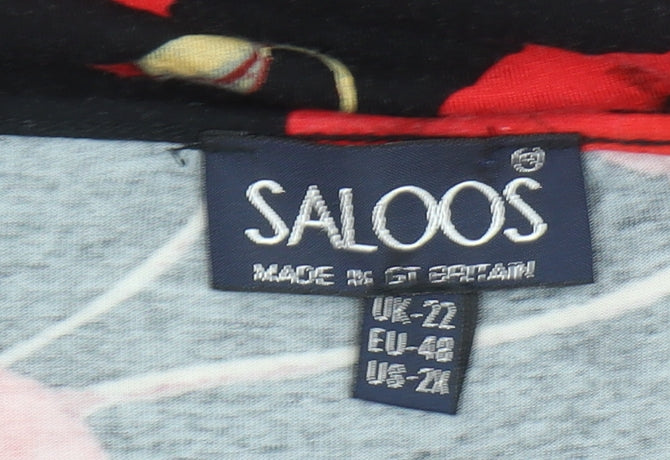 SALOOS
MADE IN GT BRITAIN
UK-22
EU-48
US-2X